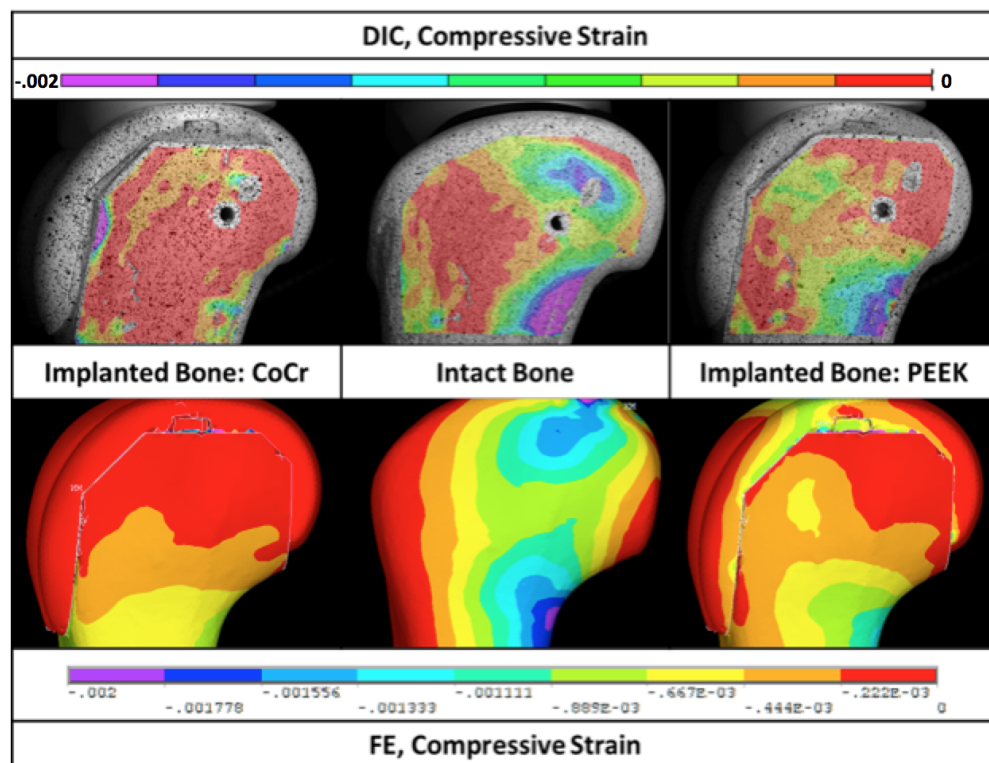 DIC, Compressive Strain
-.002 0
Implanted Bone: CoCr Intact Bone Implanted Bone: PEEK
-.002 -.001556 -.001111 -.667E-03 -.222E-03
-.001778 -.001333 -.889E-03 -.444E-03 0
FE, Compressive Strain